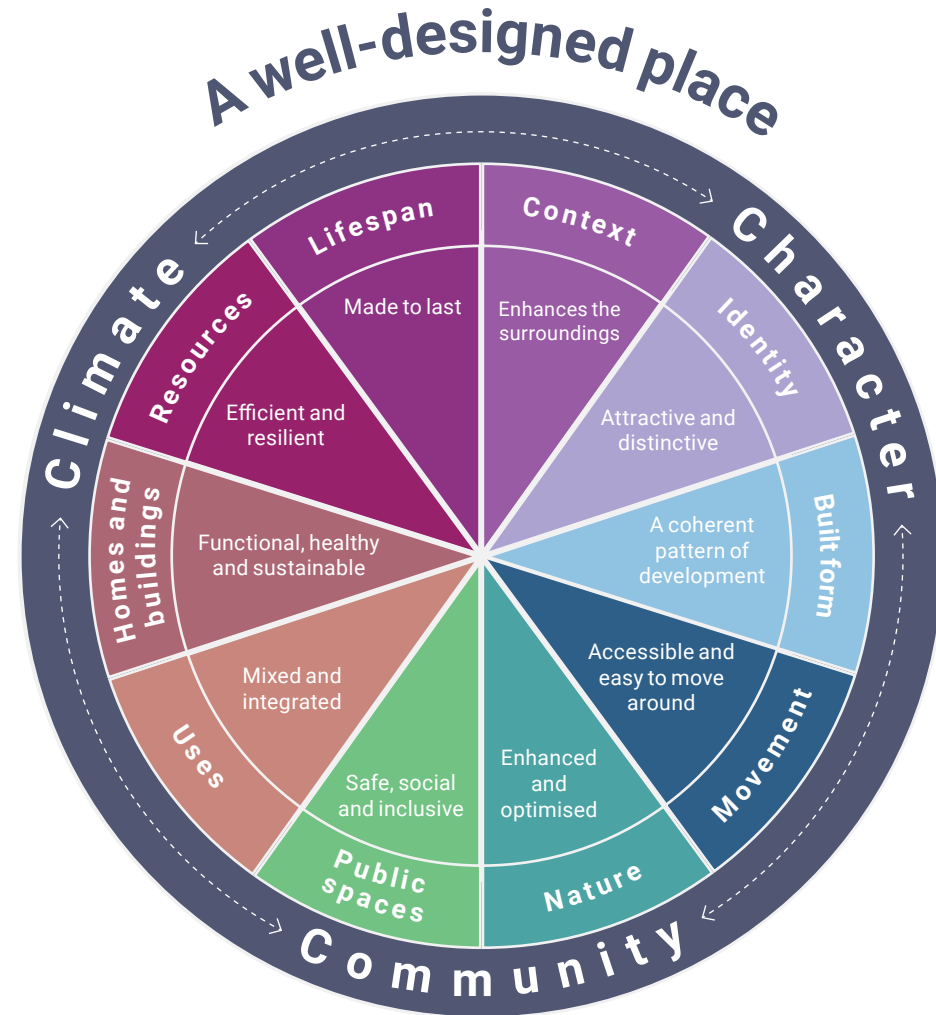 A well-designed place
Climate
Character
Community
Context
Enhances the
surroundings
Identity
Attractive and
distinctive
Built form
A coherent
pattern of
development
Movement
Accessible and
easy to move
around
Nature
Enhanced
and
optimised
Public
spaces
Safe, social
and inclusive
Uses
Mixed and
integrated
Homes and
buildings
Functional, healthy
and sustainable
Resources
Efficient and
resilient
Lifespan
Made to last